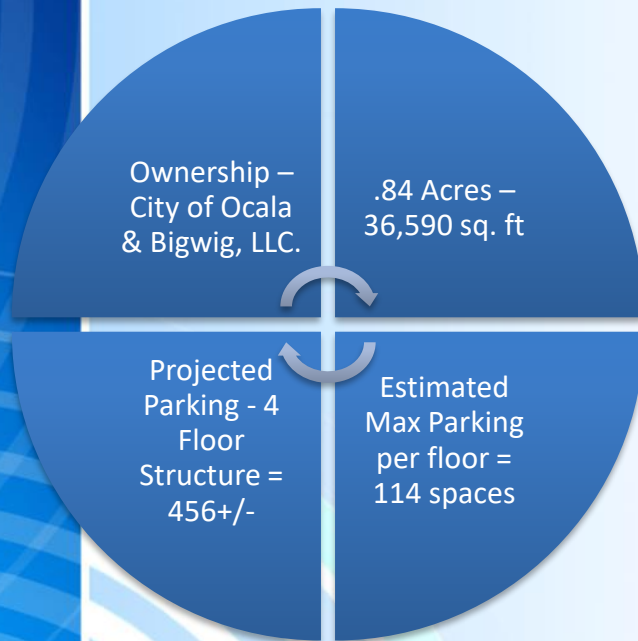 Ownership –
City of Ocala
& Bigwig, LLC.
.84 Acres –
36,590 sq. ft
Projected
Parking - 4
Floor
Structure =
456+/-
Estimated
Max Parking
per floor =
114 spaces